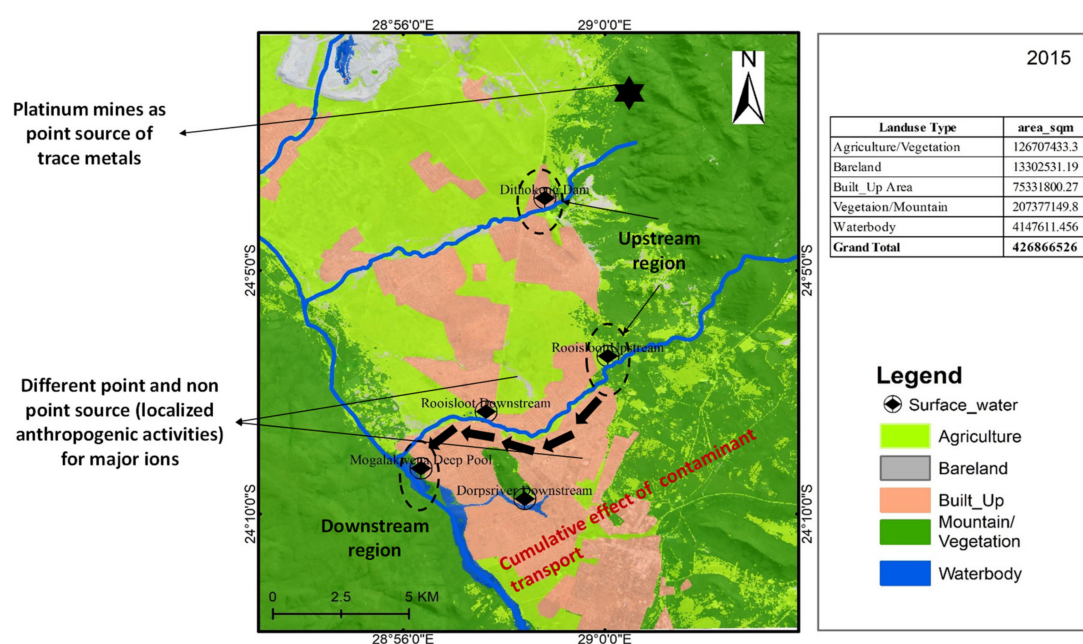 28°56'0"E
29°0'0"E
2015
N
Platinum mines as
point source of
trace metals
Landuse Type area_sqm
Agriculture/Vegetation 126707433.3
Bareland 13302531.19
Built_Up Area 75331800.27
Vegetaion/Mountain 207377149.8
Waterbody 4147611.456
Grand Total 426866526
Upstream
region
24°5'0"S
24°5'0"S
Rooisloot Upstream
Different point and non
point source (localized
anthropogenic activities)
for major ions
Rooisloot Downstream
Mogalakwena Deep Pool
Dorpsriver Downstream
Downstream
region
Cumulative effect of contaminant
transport
24°10'0"S
24°10'0"S
0 2.5 5 KM
28°56'0"E
29°0'0"E
Legend
Surface_water
Agriculture
Bareland
Built_Up
Mountain/
Vegetation
Waterbody